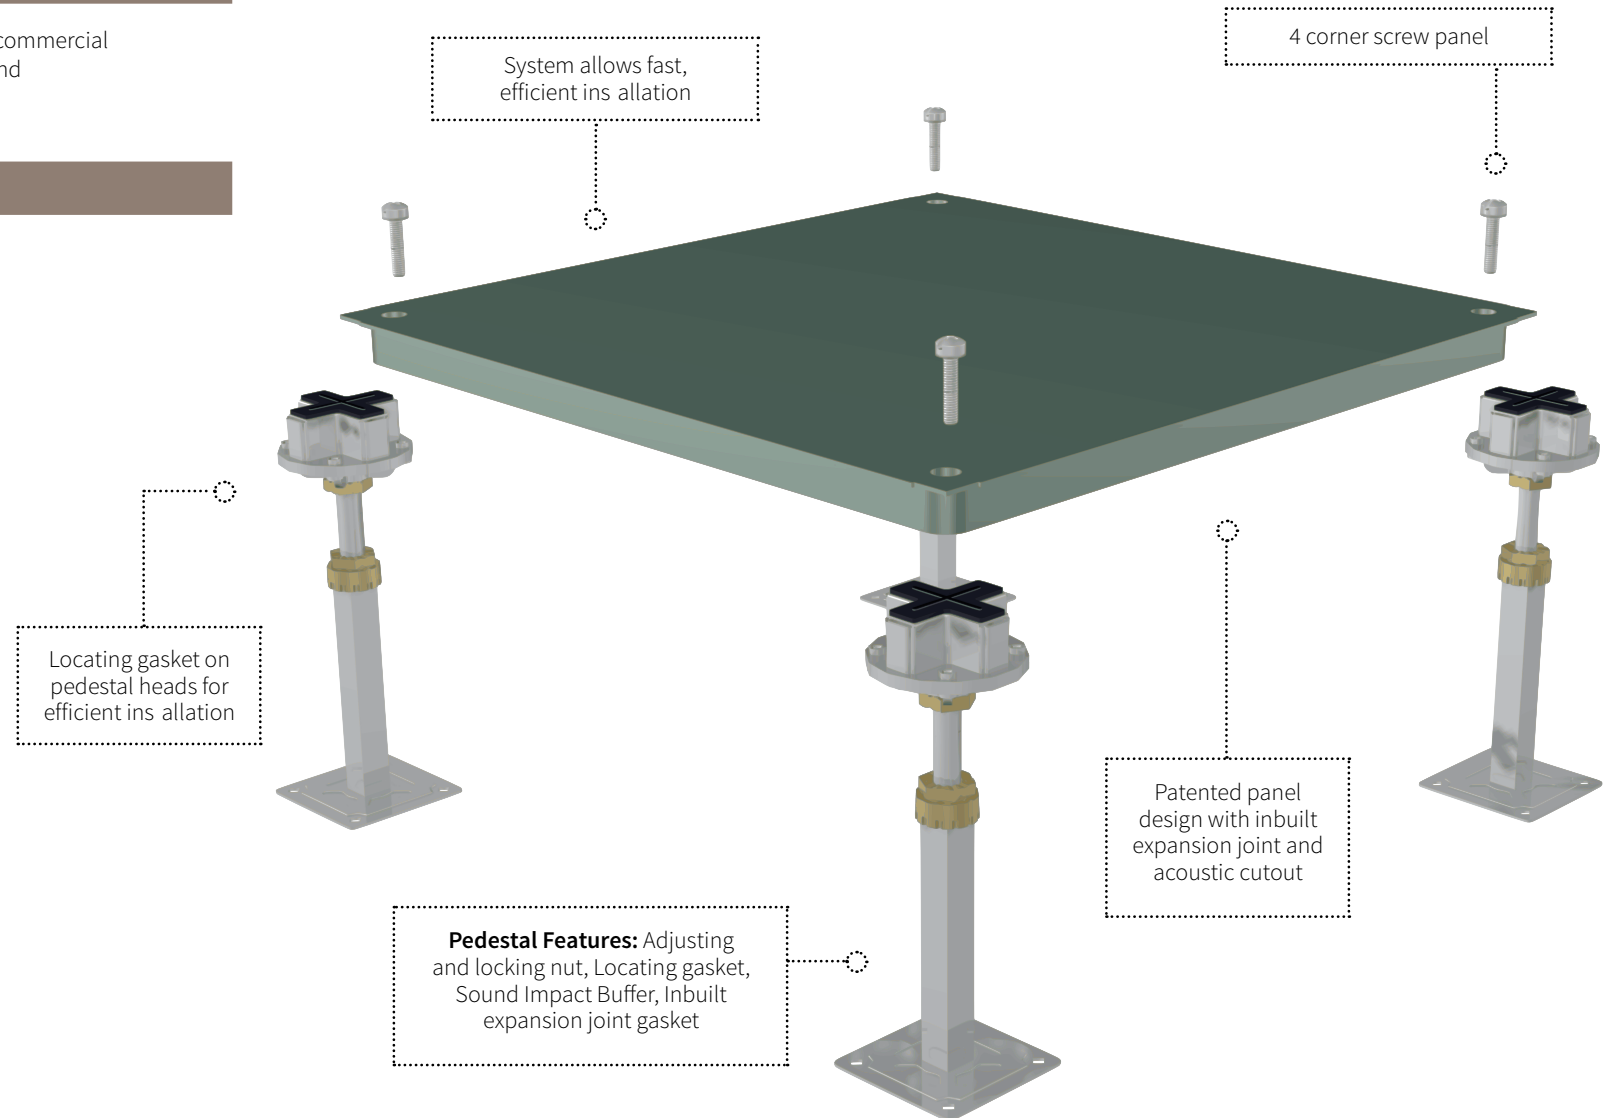 commercial
nd
System allows fast,
efficient ins allation
4 corner screw panel
Locating gasket on
pedestal heads for
efficient ins allation
Patented panel
design with inbuilt
expansion joint and
acoustic cutout
Pedestal Features: Adjusting
and locking nut, Locating gasket,
Sound Impact Buffer, Inbuilt
expansion joint gasket